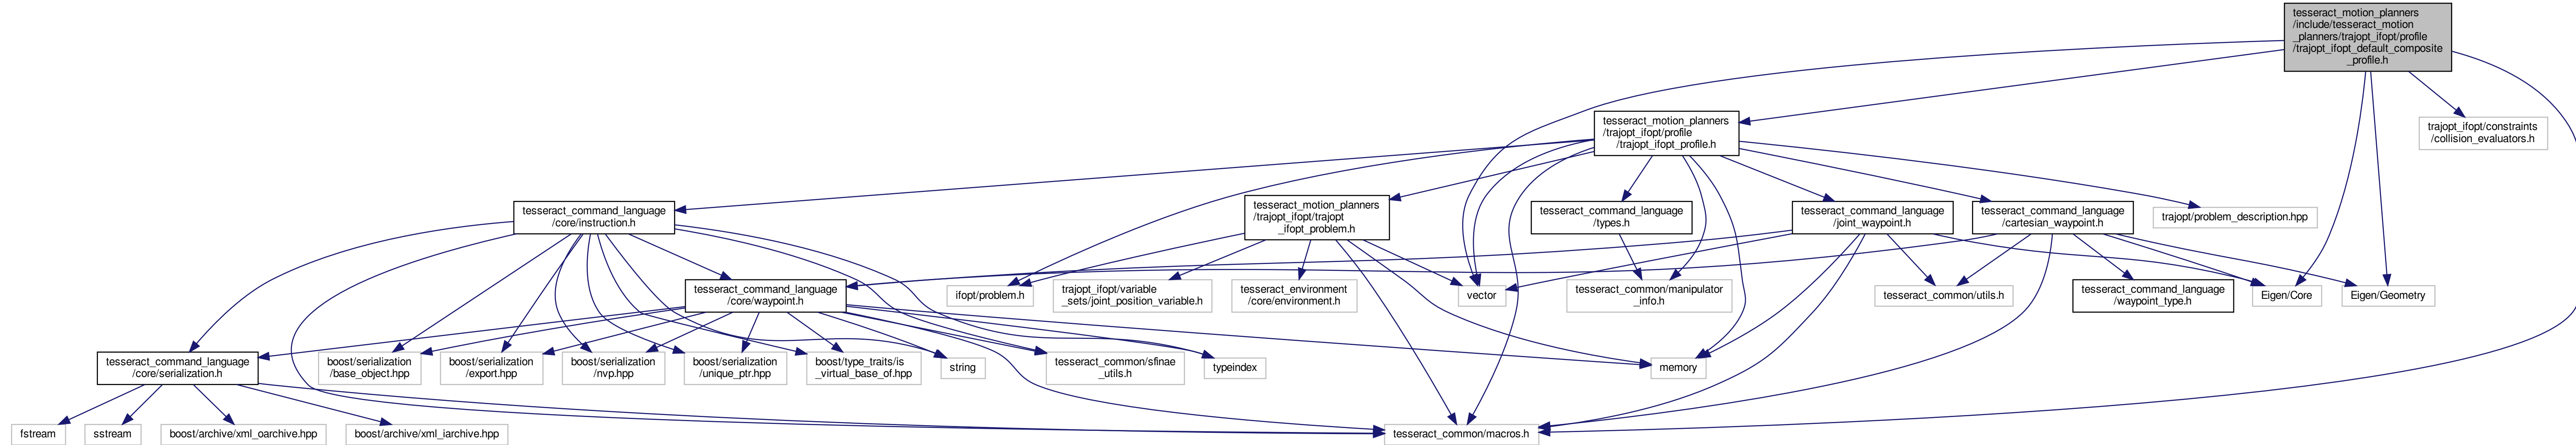 tesseract_motion_planners
/include/tesseract_motion
_planners/trajopt_ifopt/profile
/trajopt_ifopt_default_composite
_profile.h
tesseract_motion_planners
/trajopt_ifopt/profile
/trajopt_ifopt_profile.h
trajopt_ifopt/constraints
/collision_evaluators.h
tesseract_command_language
/core/instruction.h
tesseract_motion_planners
/trajopt_ifopt/trajopt
_ifopt_problem.h
tesseract_command_language
/types.h
tesseract_command_language
/joint_waypoint.h
tesseract_command_language
/cartesian_waypoint.h
trajopt/problem_description.hpp
tesseract_command_language
/core/waypoint.h
ifopt/problem.h
trajopt_ifopt/variable
_sets/joint_position_variable.h
tesseract_environment
/core/environment.h
vector
tesseract_common/manipulator
_info.h
tesseract_common/utils.h
tesseract_command_language
/waypoint_type.h
Eigen/Core
Eigen/Geometry
tesseract_command_language
/core/serialization.h
boost/serialization
/base_object.hpp
boost/serialization
/export.hpp
boost/serialization
/nvp.hpp
boost/serialization
/unique_ptr.hpp
boost/type_traits/is
_virtual_base_of.hpp
string
tesseract_common/sfinae
_utils.h
typeindex
memory
fstream
sstream
boost/archive/xml_oarchive.hpp
boost/archive/xml_iarchive.hpp
tesseract_common/macros.h